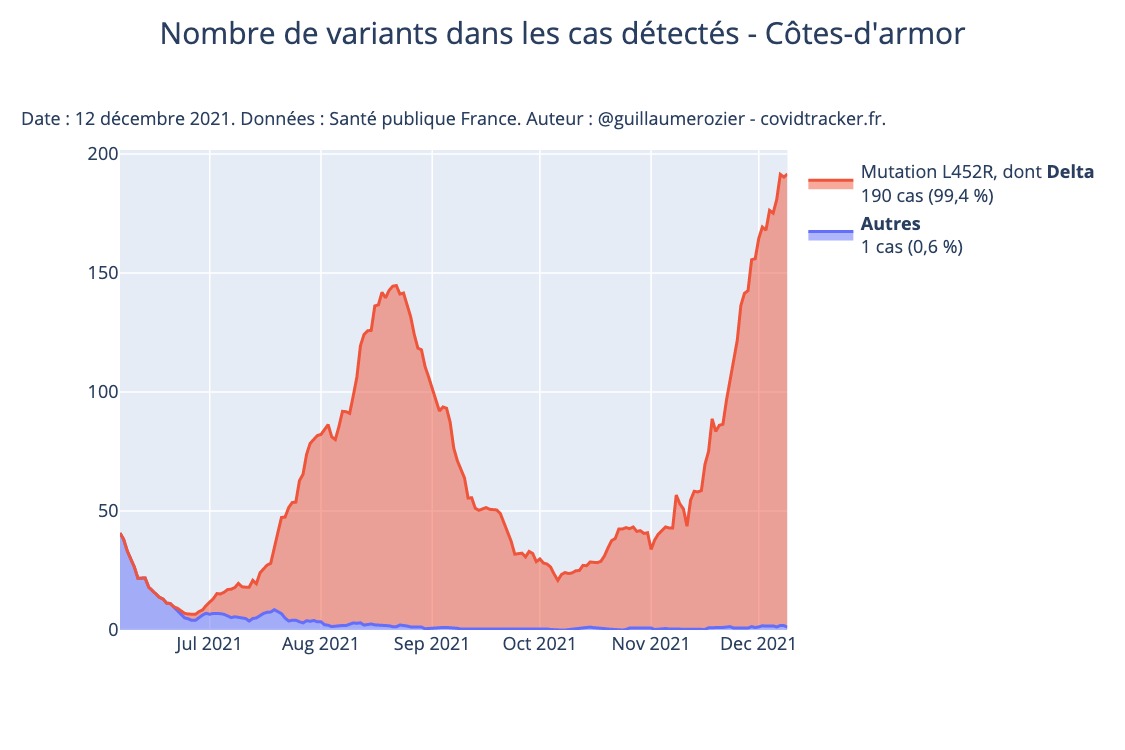 Nombre de variants dans les cas détectés - Côtes-d'armor
Date : 12 décembre 2021. Données : Santé publique France. Auteur : @guillaumerozier - covidtracker.fr.
200
150
100
50
0
Jul 2021 Aug 2021 Sep 2021 Oct 2021 Nov 2021 Dec 2021
Mutation L452R, dont Delta
190 cas (99,4 %)
Autres
1 cas (0,6 %)